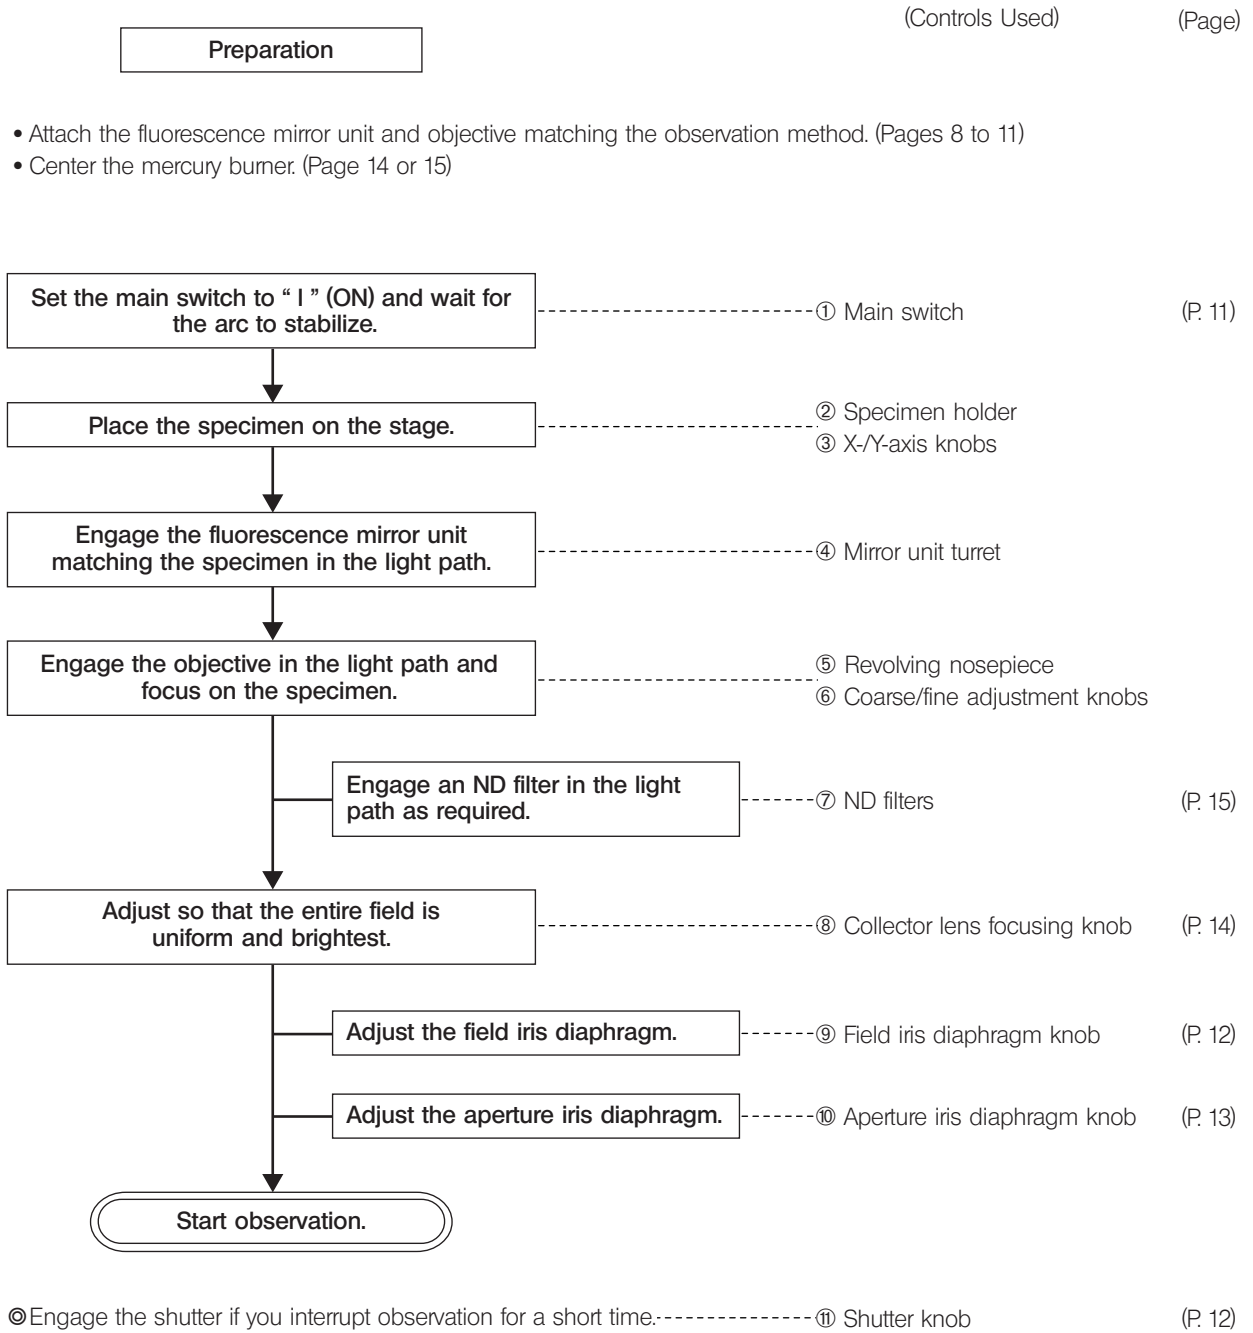 (Controls Used) (Page)
Preparation
• Attach the fluorescence mirror unit and objective matching the observation method. (Pages 8 to 11)
• Center the mercury burner. (Page 14 or 15)
Set the main switch to “ I ” (ON) and wait for
the arc to stabilize.
① Main switch (P. 11)
Place the specimen on the stage.
② Specimen holder
③ X-/Y-axis knobs
Engage the fluorescence mirror unit
matching the specimen in the light path.
④ Mirror unit turret
Engage the objective in the light path and
focus on the specimen.
⑤ Revolving nosepiece
⑥ Coarse/fine adjustment knobs
Engage an ND filter in the light
path as required.
⑦ ND filters (P. 15)
Adjust so that the entire field is
uniform and brightest.
⑧ Collector lens focusing knob (P. 14)
Adjust the field iris diaphragm.
⑨ Field iris diaphragm knob (P. 12)
Adjust the aperture iris diaphragm.
⑩ Aperture iris diaphragm knob (P. 13)
Start observation.
◎Engage the shutter if you interrupt observation for a short time. ⑪ Shutter knob (P. 12)